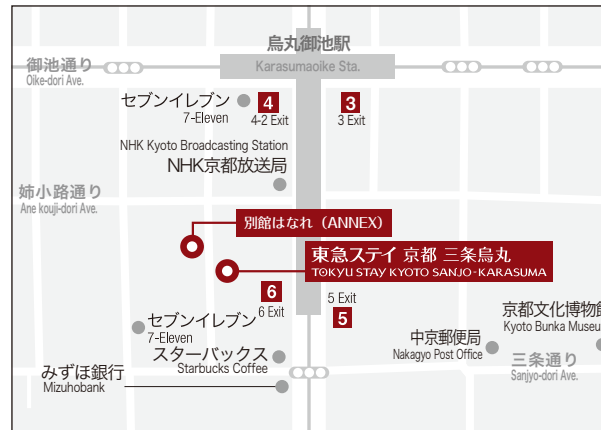 烏丸御池駅
Karasumaoike Sta.
御池通り
Oike-dori Ave.
セブンイレブン
7-Eleven
4
4-2 Exit
3
3 Exit
NHK Kyoto Broadcasting Station
NHK京都放送局
姉小路通り
Ane kouji-dori Ave.
別館はなれ（ANNEX）
東急ステイ 京都 三条烏丸
TOKYU STAY KYOTO SANJO-KARASUMA
6
6 Exit
5 Exit
5
セブンイレブン
7-Eleven
スターバックス
Starbucks Coffee
みずほ銀行
Mizuhobank
中京郵便局
Nakagyo Post Office
京都文化博物館
Kyoto Bunka Museu
三条通り
Sanjyo-dori Ave.